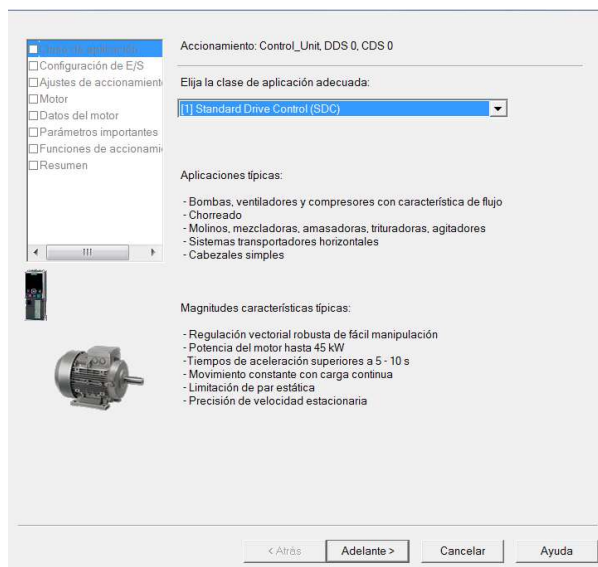 Accionamiento: Control_Unit, DDS 0, CDS 0
Clase de aplicación
Configuración de E/S
Ajustes de accionamient
Motor
Datos del motor
Parámetros importantes
Funciones de accionami
Resumen
Elija la clase de aplicación adecuada:
[1] Standard Drive Control (SDC)
Aplicaciones típicas:
- Bombas, ventiladores y compresores con característica de flujo
- Chorreado
- Molinos, mezcladoras, amasadoras, trituradoras, agitadores
- Sistemas transportadores horizontales
- Cabezales simples
Magnitudes características típicas:
- Regulación vectorial robusta de fácil manipulación
- Potencia del motor hasta 45 kW
-Tiempos de aceleración superiores a 5 - 10 s
- Movimiento constante con carga continua
- Limitación de par estática
- Precisión de velocidad estacionaria
< Atrás
Adelante >
Cancelar
Ayuda